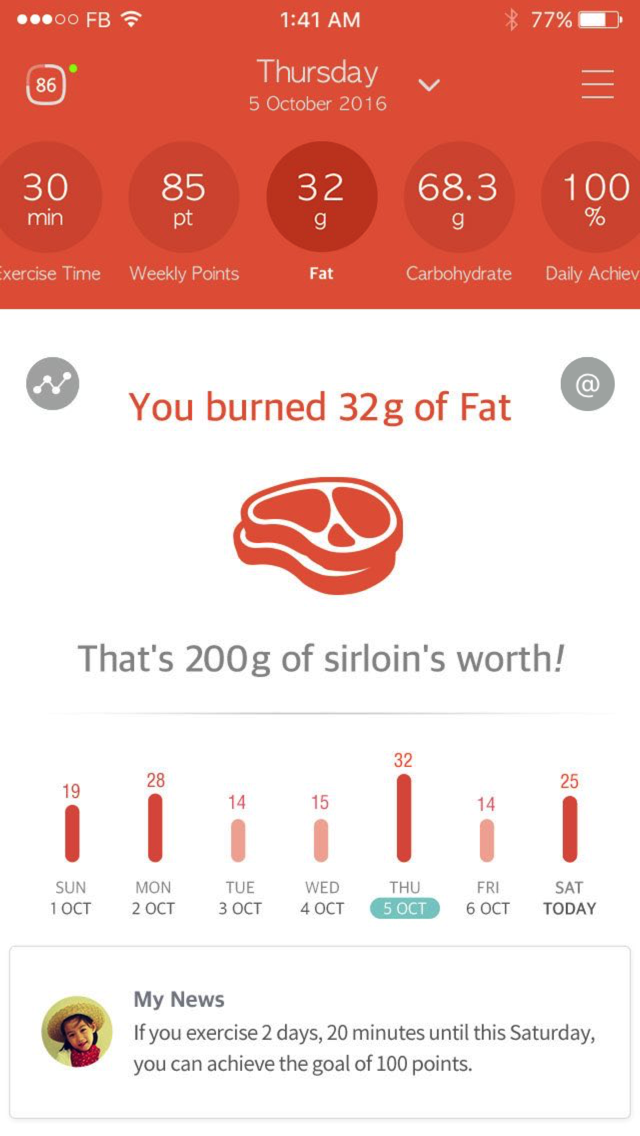 FB 1:41 AM 77%
86
Thursday
5 October 2016
30 85 32 68.3 100
min pt g g %
xercise Time Weekly Points Fat Carbohydrate Daily Achiev
@
You burned 32g of Fat
That's 200g of sirloin's worth!
19 28 14 15 32 14 25
SUN MON TUE WED THU FRI SAT
1 OCT 2 OCT 3 OCT 4 OCT 5 OCT 6 OCT TODAY
My News
If you exercise 2 days, 20 minutes until this Saturday,
you can achieve the goal of 100 points.